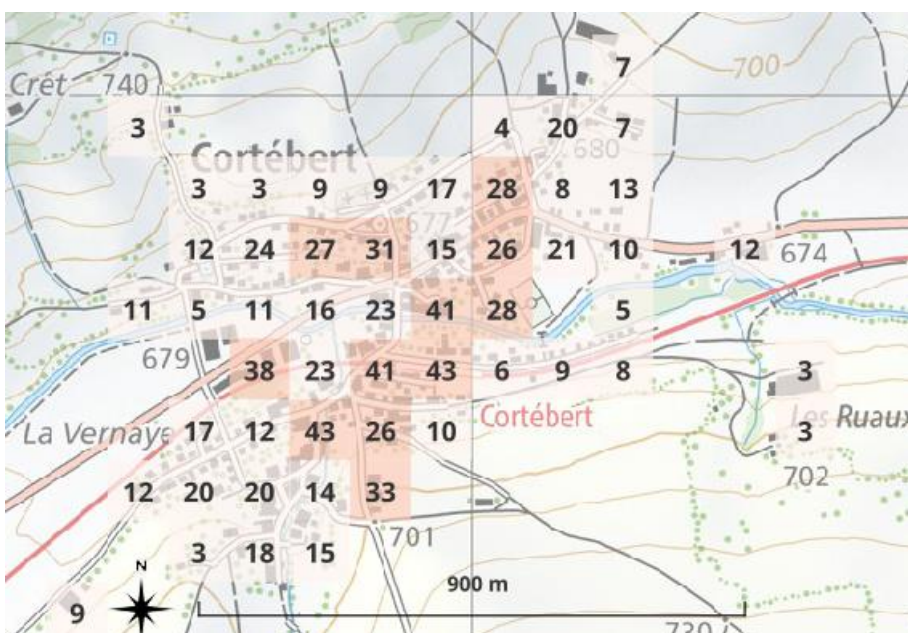 7
700
Crêt 740
3 4 20 7
Cortébert 680
3 3 9 9 17 28 8 13
677
12 24 27 31 15 26 21 10 12 674
11 5 11 16 23 41 28 5
679
38 23 41 43 6 9 8 3
Cortébert
La Vernaye 17 12 43 26 10 3 Les Ruaux
702
12 20 20 14 33
701
3 18 15
N
900 m
9
730